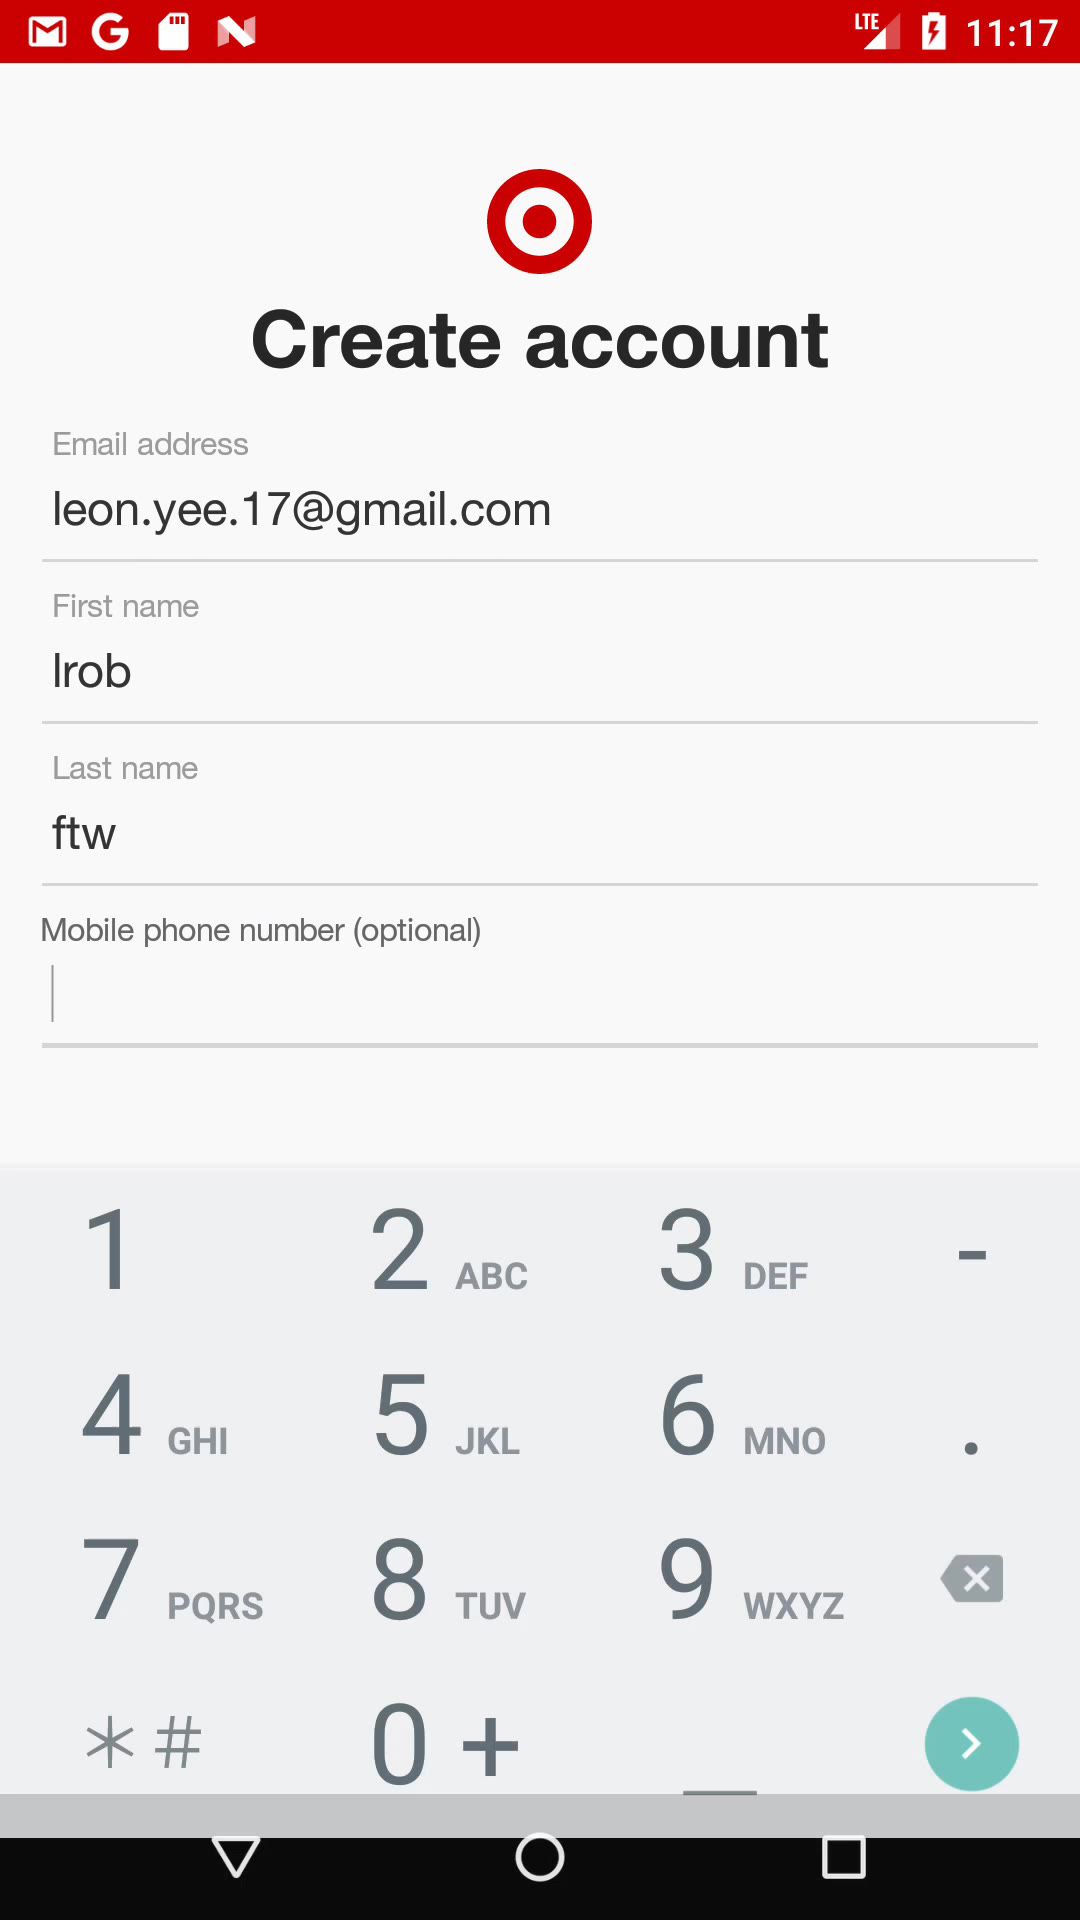 LTE 11:17
Create account
Email address
leon.yee.17@gmail.com
First name
lrob
Last name
ftw
Mobile phone number (optional)
1 2 ABC 3 DEF -
4 GHI 5 JKL 6 MNO .
7 PQRS 8 TUV 9 WXYZ
* # 0 +